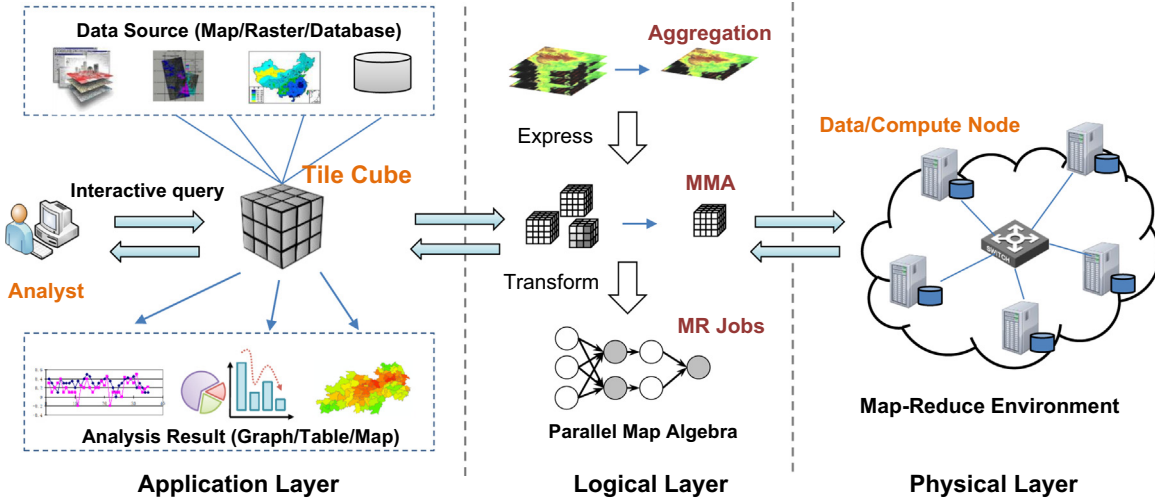 Data Source (Map/Raster/Database)
Tile Cube
Interactive query
Analyst
Analysis Result (Graph/Table/Map)
Application Layer
Aggregation
Express
MMA
Transform
MR Jobs
Parallel Map Algebra
Logical Layer
Data/Compute Node
SWITCH
Map-Reduce Environment
Physical Layer